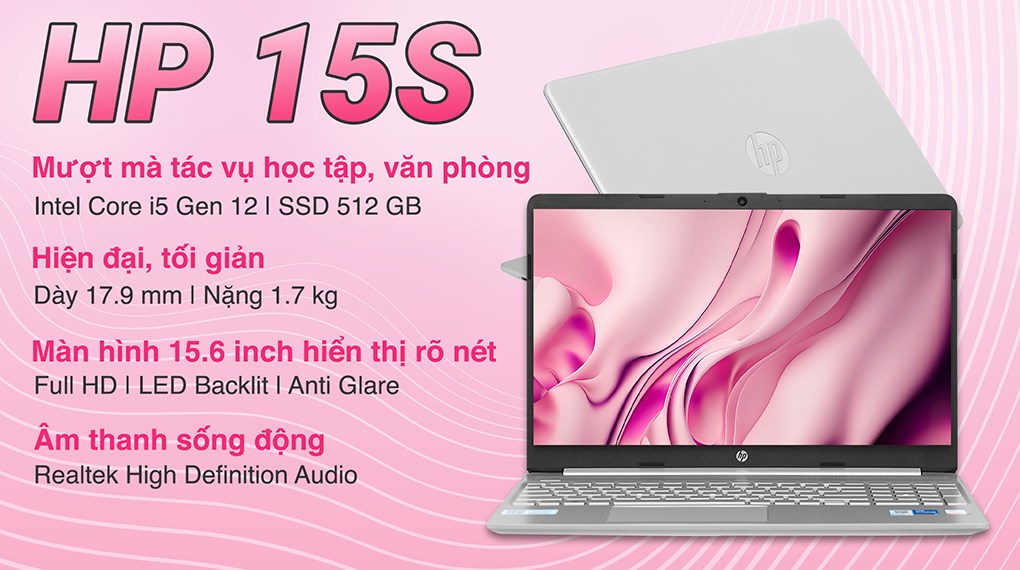 HP 15S
Mượt mà tác vụ học tập, văn phòng
Intel Core i5 Gen 12 | SSD 512 GB
Hiện đại, tối giản
Dày 17.9 mm | Nặng 1.7 kg
Màn hình 15.6 inch hiển thị rõ nét
Full HD | LED Backlit | Anti Glare
Âm thanh sống động
Realtek High Definition Audio
hp
hp